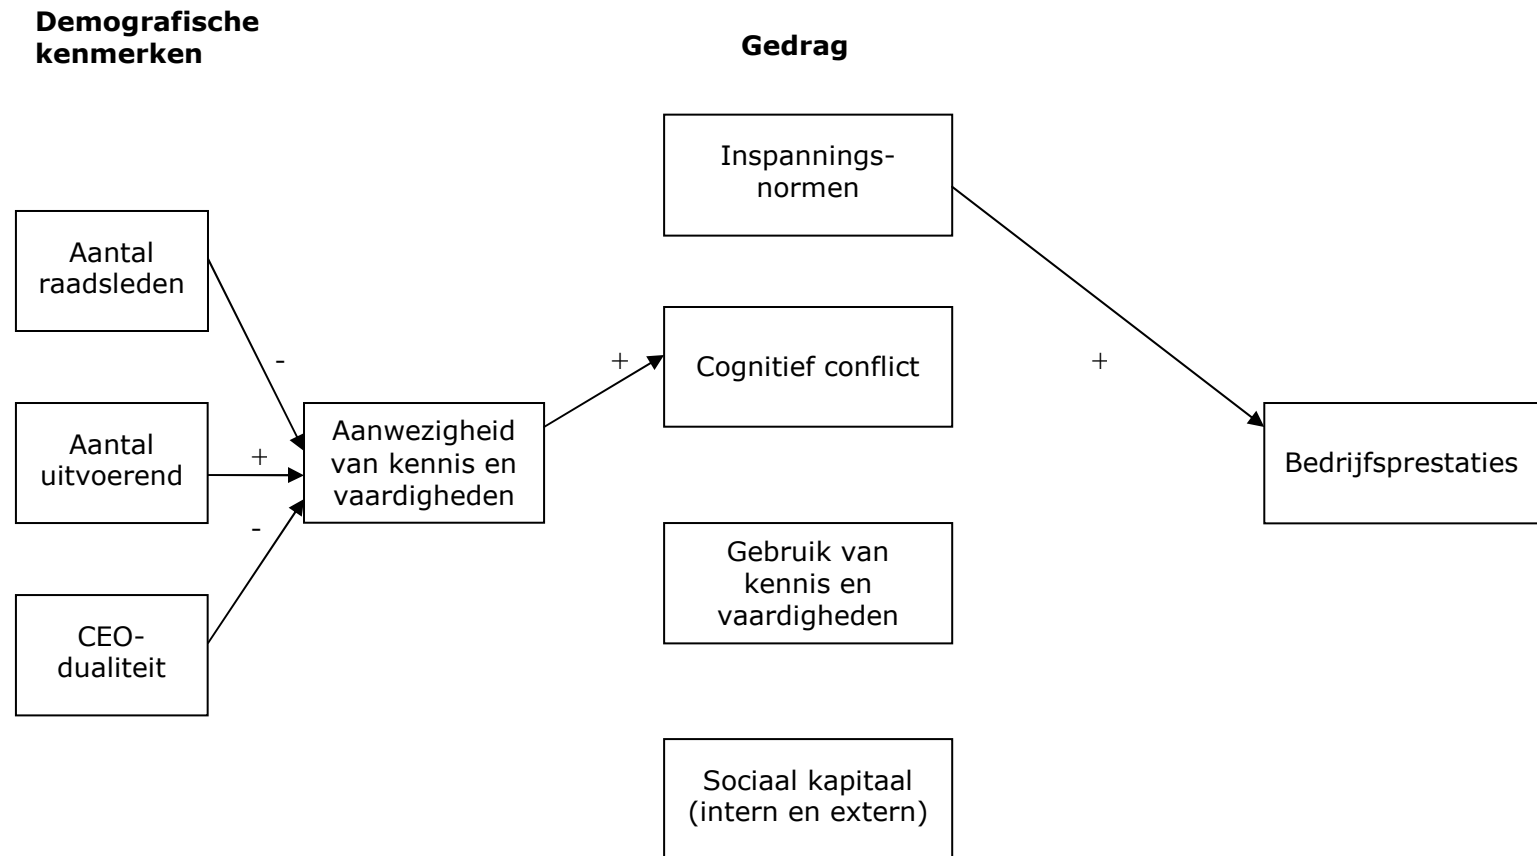 Demografische
kenmerken
Gedrag
Inspannings-
normen
Aantal
raadsleden
-
+
Cognitief conflict
+
Aantal
uitvoerend
+
-
Aanwezigheid
van kennis en
vaardigheden
Bedrijfsprestaties
Gebruik van
kennis en
vaardigheden
CEO-
dualiteit
Sociaal kapitaal
(intern en extern)